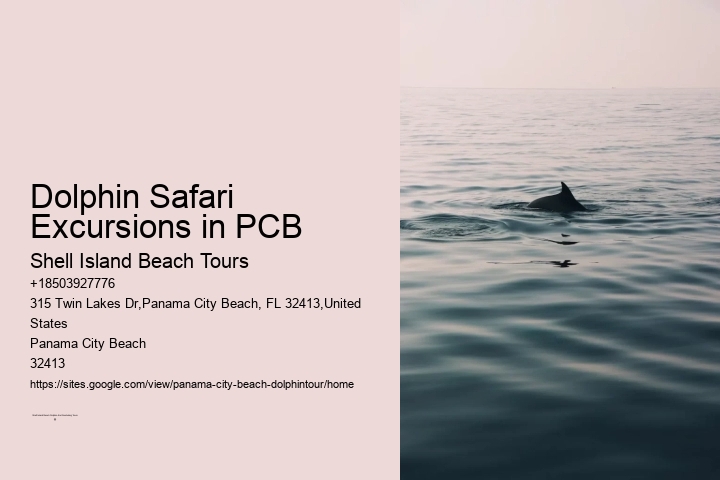 Dolphin Safari
Excursions in PCB
Shell Island Beach Tours
+18503927776
315 Twin Lakes Dr,Panama City Beach, FL 32413,United
States
Panama City Beach
32413
https://sites.google.com/view/panama-city-beach-dolphintour/home